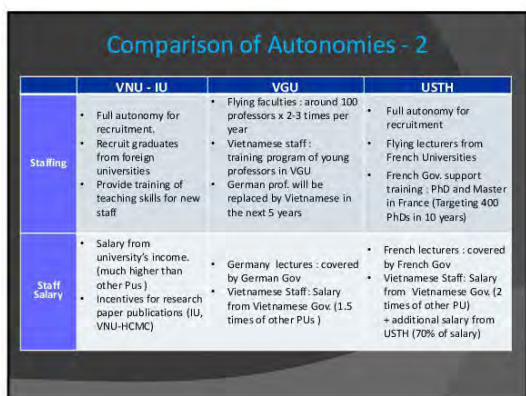 Comparison of Autonomies - 2
VNU - IU
VGU
USTH
Staffing
• Full autonomy for
recruitment.
• Recruit graduates
from foreign
universities
• Provide training of
teaching skills for new
staff
• Flying faculties : around 100
professors x 2-3 times per
year
• Vietnamese staff :
training program of young
professors in VGU
• German prof. will be
replaced by Vietnamese in
the next 5 years
• Full autonomy for
recruitment
• Flying lecturers from
French Universities
• French Gov. support
training : PhD and Master
in France (Targeting 400
PhDs in 10 years)
Staff
Salary
• Salary from
university's income.
(much higher than
other Pus )
• Incentives for research
paper publications (IU,
VNU-HCMC)
• Germany lectures : covered
by German Gov
• Vietnamese Staff: Salary
from Vietnamese Gov. (1.5
times of other PUs )
• French lecturers : covered
by French Gov
• Vietnamese Staff: Salary
from Vietnamese Gov. (2
times of other PU)
+ additional salary from
USTH (70% of salary)